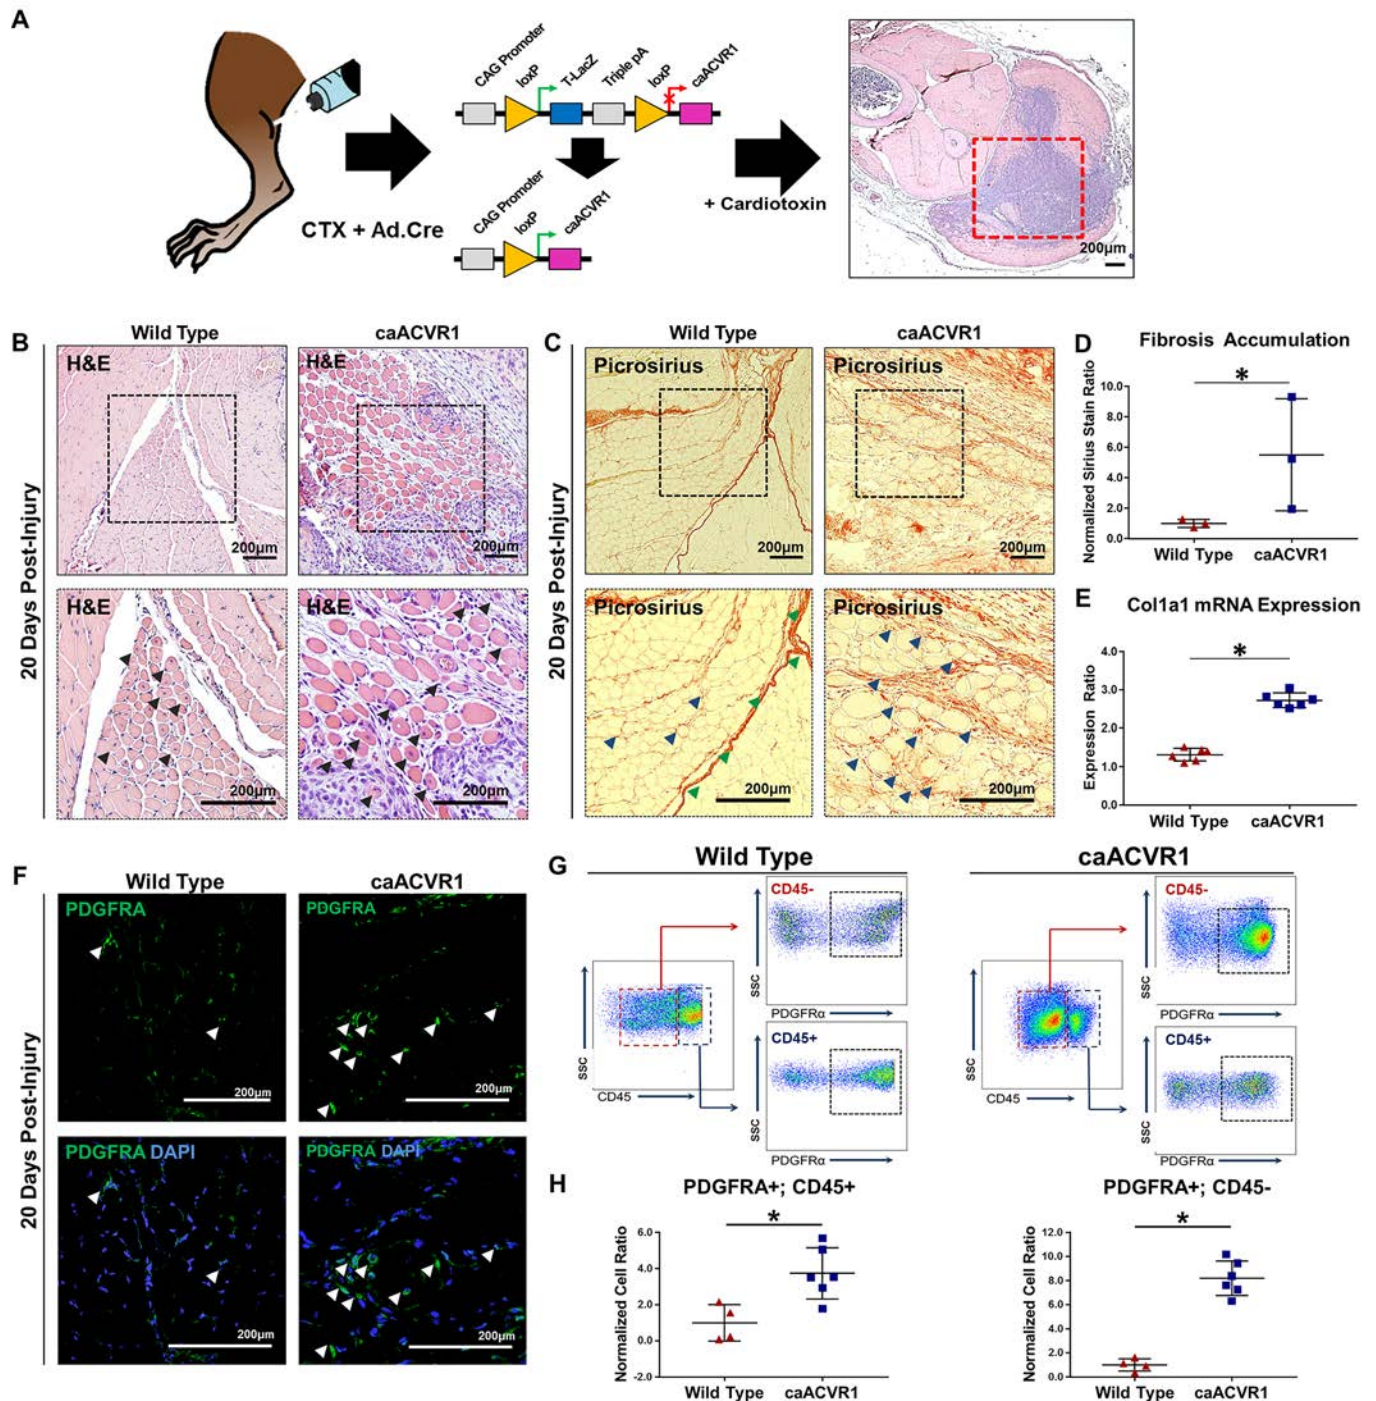 A
CAG Promoter
loxP
T-LacZ
Triple pA
loxP
caACVR1
CTX + Ad.Cre
CAG Promoter
loxP
caACVR1
+ Cardiotoxin
200µm
B
Wild Type
caACVR1
20 Days Post-Injury
H&E
200µm
H&E
200µm
H&E
200µm
H&E
200µm
C
Wild Type
caACVR1
20 Days Post-Injury
Picrosirius
200µm
Picrosirius
200µm
Picrosirius
200µm
Picrosirius
200µm
D
Fibrosis Accumulation
Normalized Sirius Stain Ratio
10.0
8.0
6.0
4.0
2.0
0.0
*
Wild Type
caACVR1
E
Col1a1 mRNA Expression
Expression Ratio
4.0
3.0
2.0
1.0
0.0
*
Wild Type
caACVR1
F
Wild Type
caACVR1
20 Days Post-Injury
PDGFRA
200µm
PDGFRA
200µm
PDGFRA DAPI
200µm
PDGFRA DAPI
200µm
G
Wild Type
SSC
CD45
CD45-
SSC
PDGFRα
CD45+
SSC
PDGFRα
caACVR1
SSC
CD45
CD45-
SSC
PDGFRα
CD45+
SSC
PDGFRα
H
PDGFRA+; CD45+
Normalized Cell Ratio
6.0
4.0
2.0
0.0
-2.0
*
Wild Type
caACVR1
PDGFRA+; CD45-
Normalized Cell Ratio
12.0
10.0
8.0
6.0
4.0
2.0
0.0
*
Wild Type
caACVR1